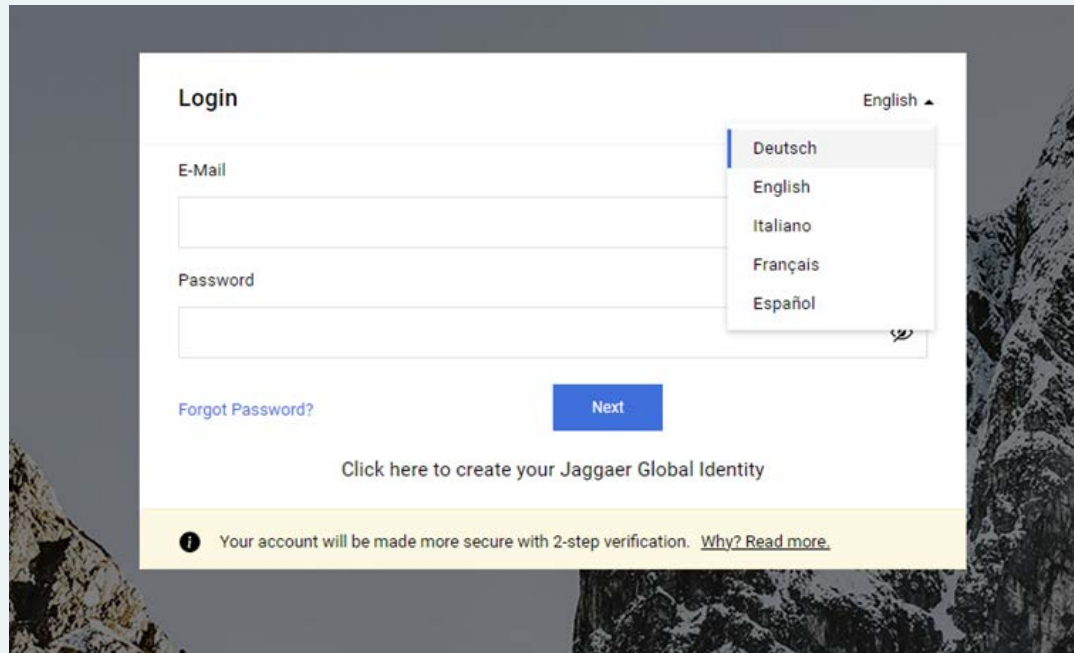 Login
English
Deutsch
English
Italiano
Français
Español
E-Mail
Password
Forgot Password?
Next
Click here to create your Jaggaer Global Identity
Your account will be made more secure with 2-step verification. Why? Read more.